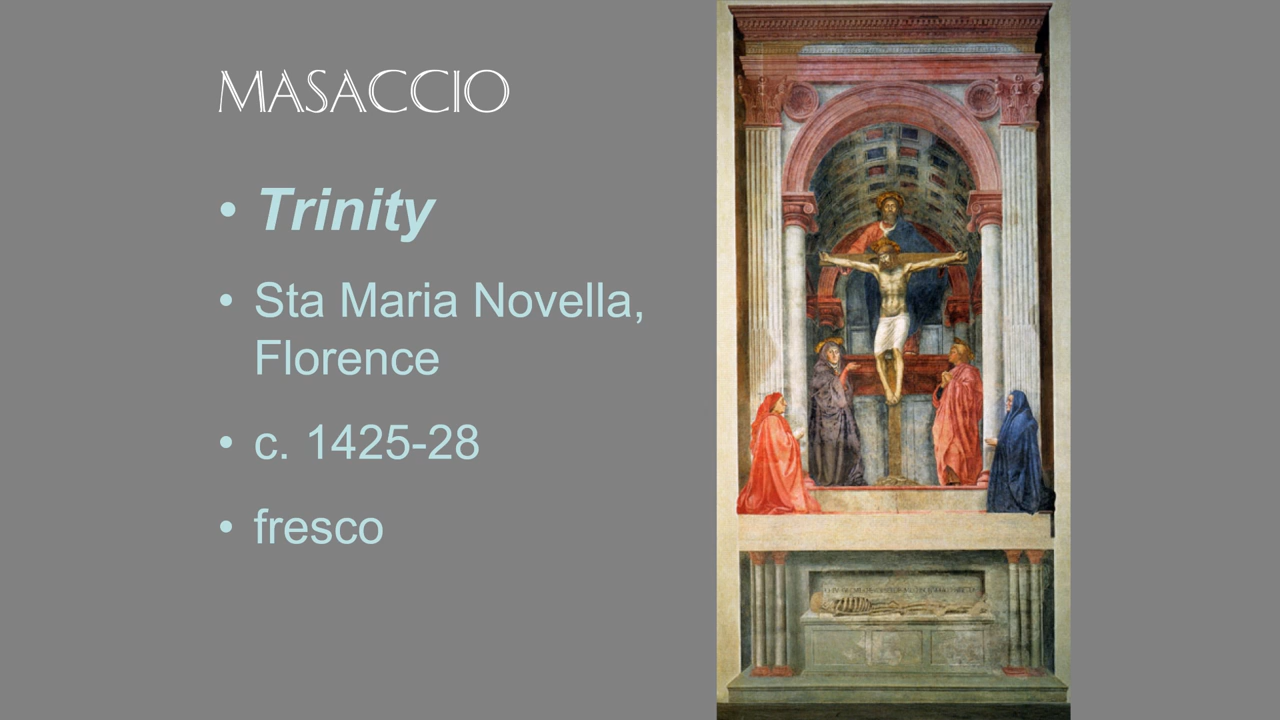 MASACCIO
• Trinity
• Sta Maria Novella,
Florence
• c. 1425-28
• fresco